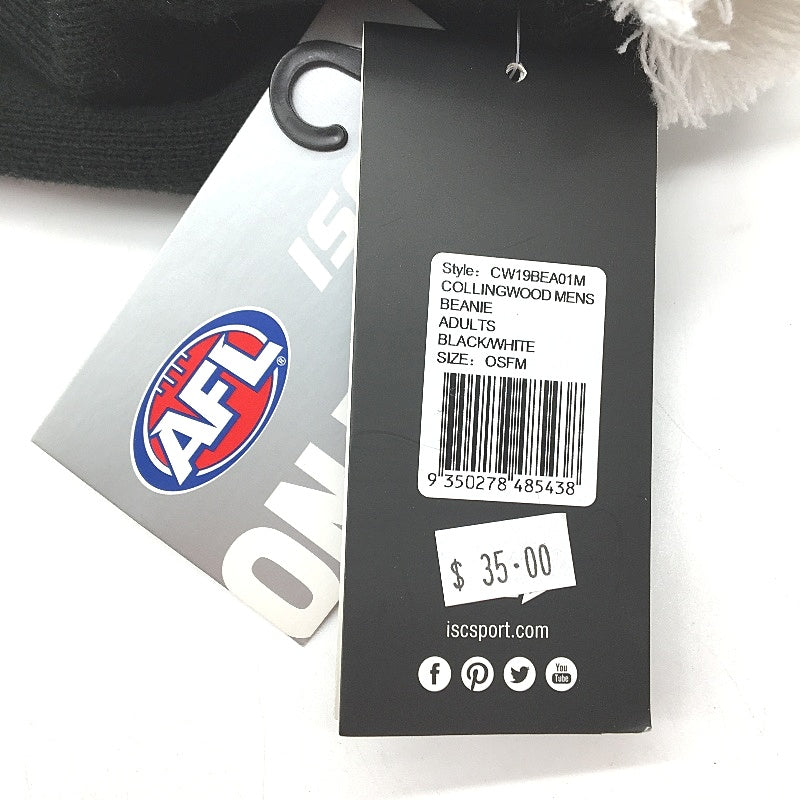 ISC
AFL
®
ON
Style: CW19BEA01M
COLLINGWOOD MENS
BEANIE
ADULTS
BLACK/WHITE
SIZE: OSFM
9 350278 485438
$ 35.00
iscsport.com
You
Tube